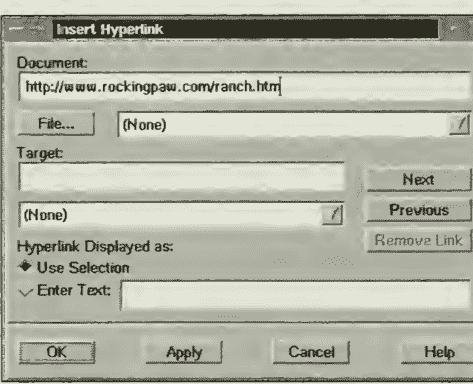 Insert Hyperlink
Document:
http://www.rockingpaw.com/ranch.htm
File... (None)
Target:
Next
(None) Previous
Remove Link
Hyperlink Displayed as:
Use Selection
Enter Text:
OK Apply Cancel Help